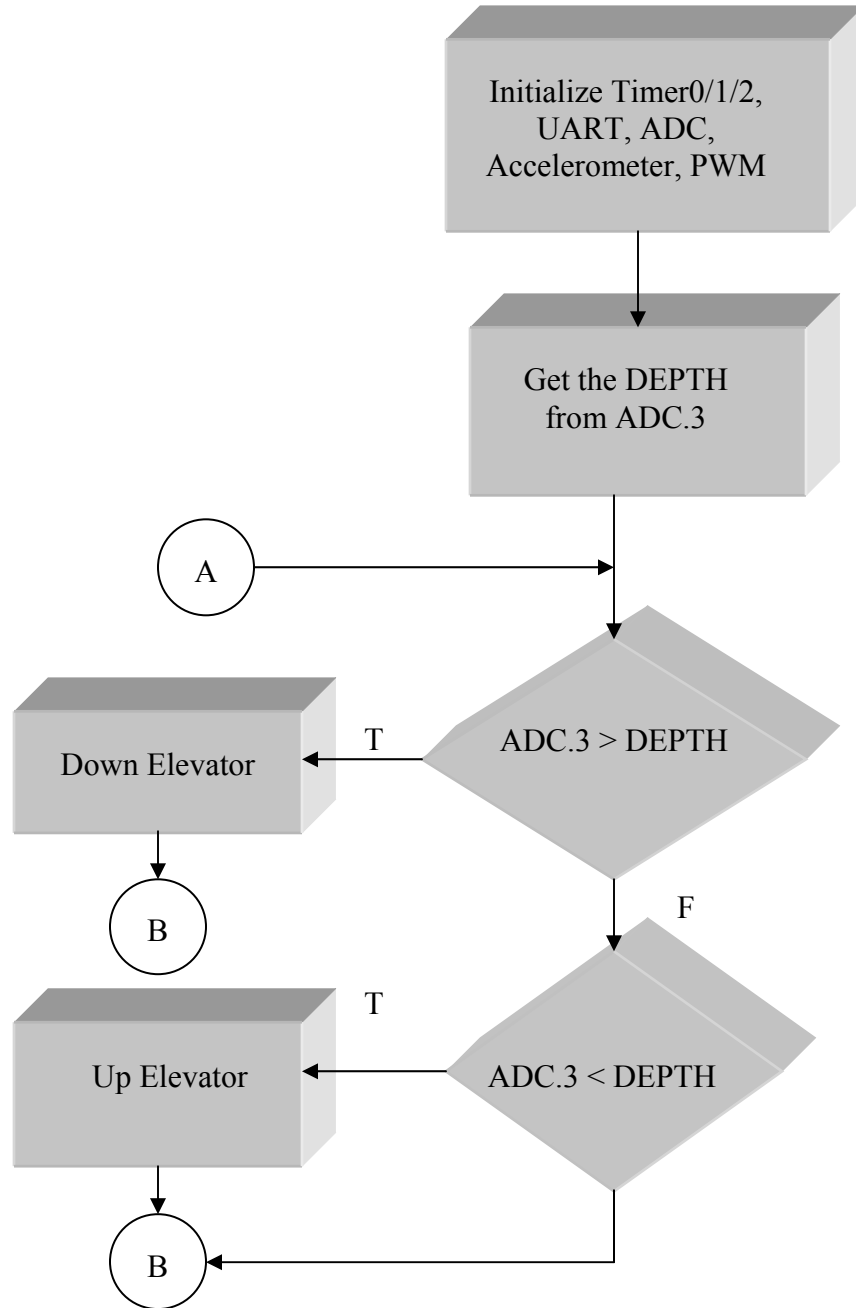 Initialize Timer0/1/2,
UART, ADC,
Accelerometer, PWM
Get the DEPTH
from ADC.3
A
ADC.3 > DEPTH
T
Down Elevator
B
F
ADC.3 < DEPTH
T
Up Elevator
B